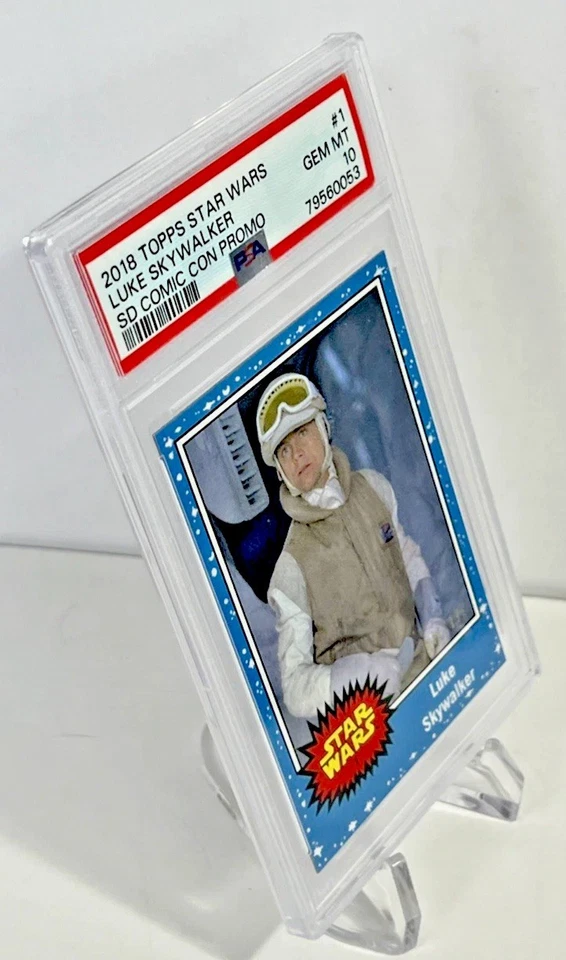 2018 TOPPS STAR WARS #1
LUKE SKYWALKER GEM MT
SD COMIC CON PROMO 10
79560053
PSA
STAR
WARS
Luke
Skywalker